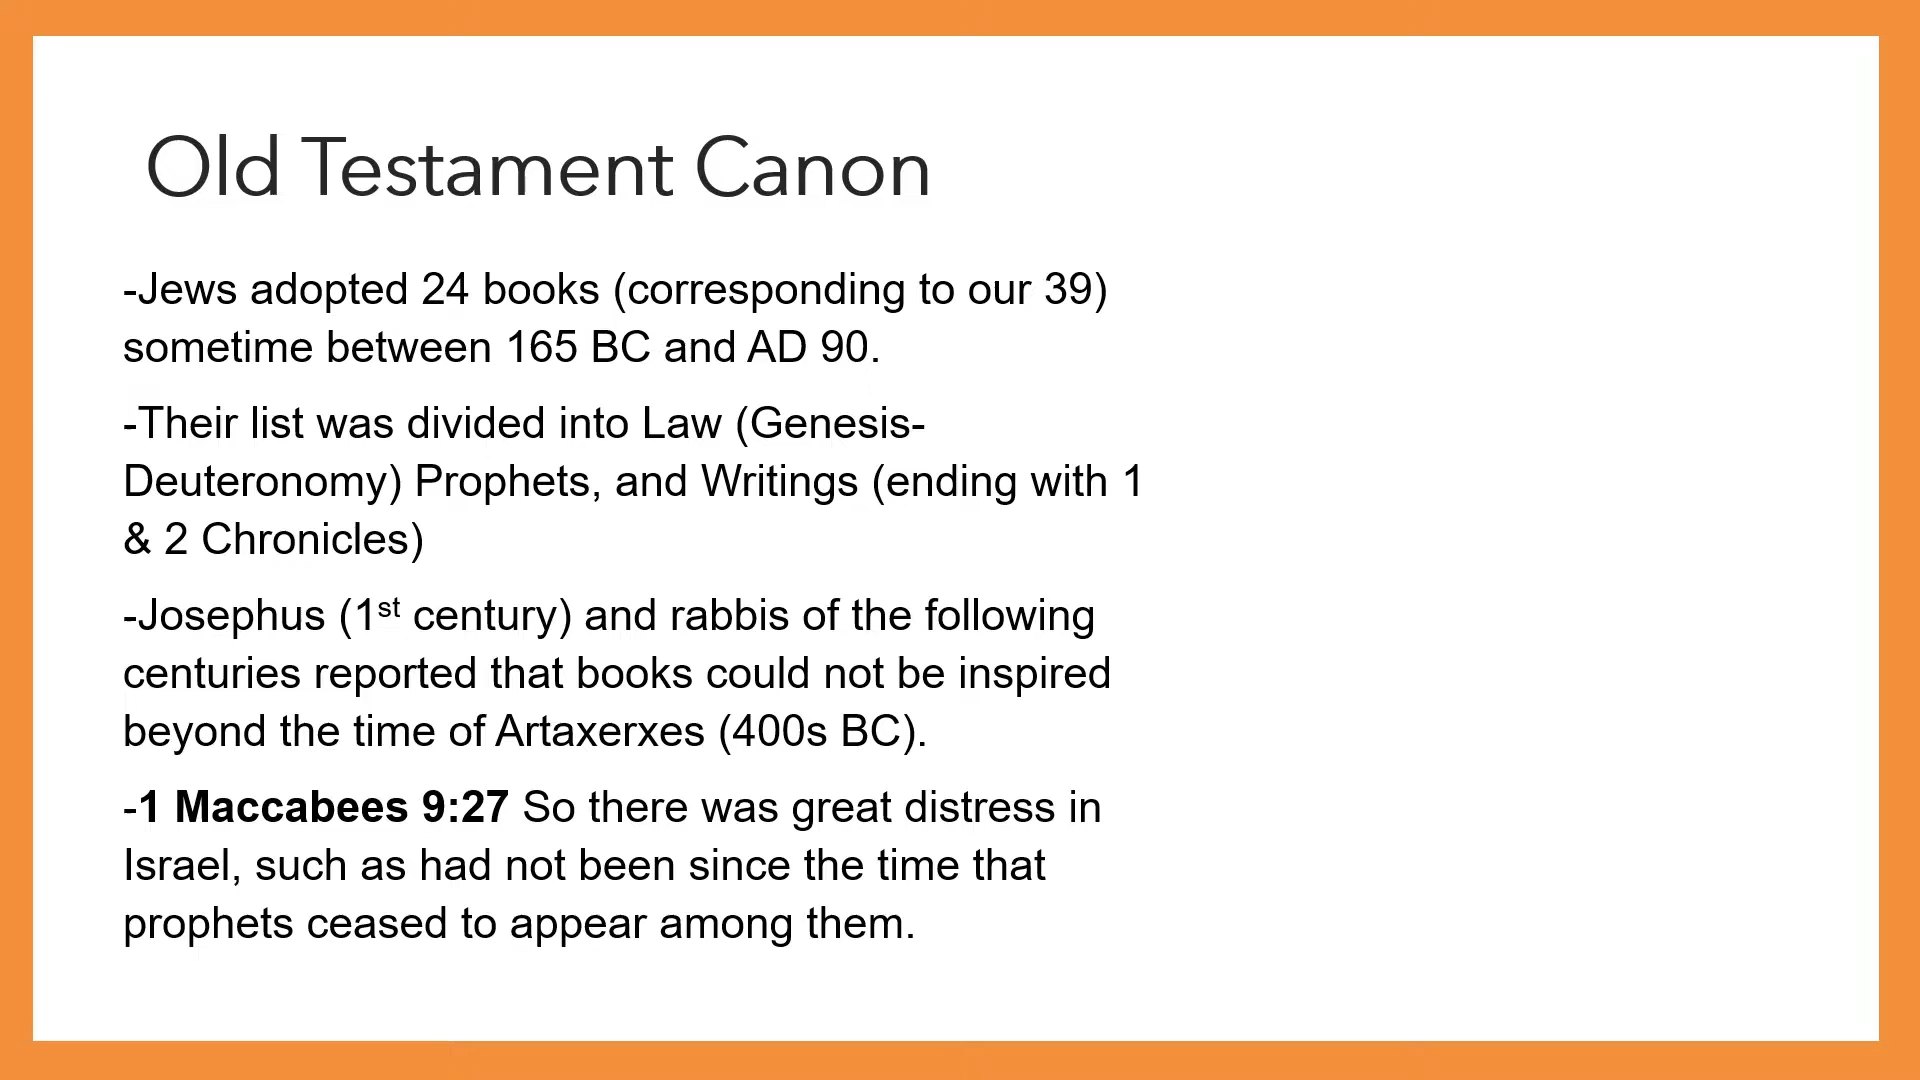 Old Testament Canon
-Jews adopted 24 books (corresponding to our 39)
sometime between 165 BC and AD 90.
-Their list was divided into Law (Genesis-
Deuteronomy) Prophets, and Writings (ending with 1
& 2 Chronicles)
-Josephus (1st century) and rabbis of the following
centuries reported that books could not be inspired
beyond the time of Artaxerxes (400s BC).
-1 Maccabees 9:27 So there was great distress in
Israel, such as had not been since the time that
prophets ceased to appear among them.